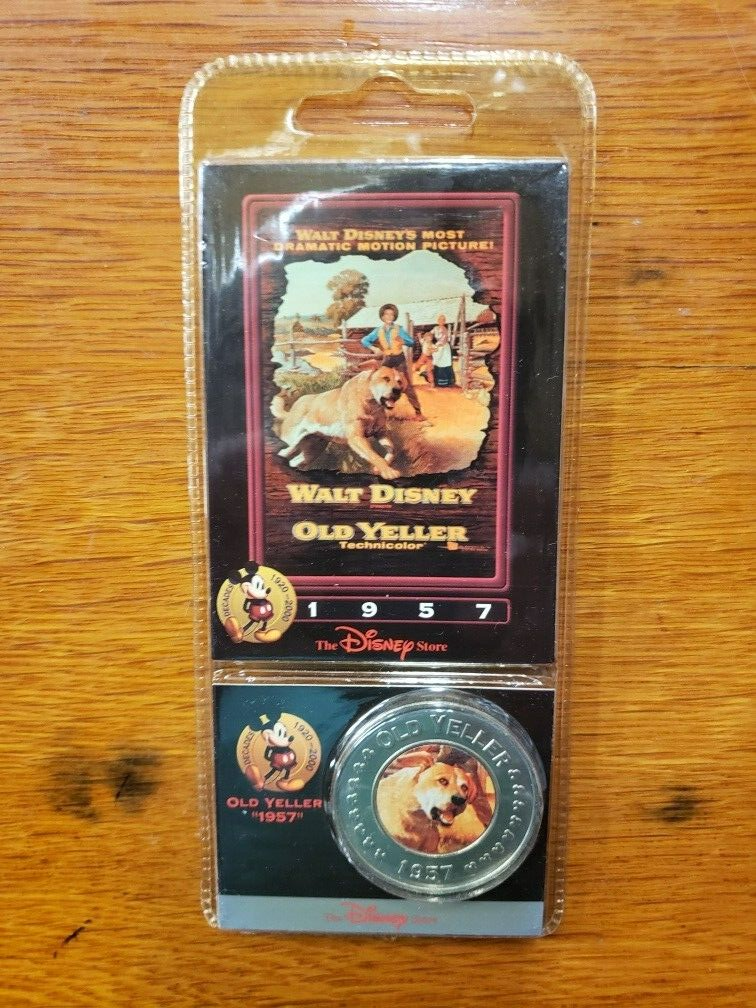 WALT DISNEY'S MOST
DRAMATIC MOTION PICTURE!
WALT DISNEY
OLD YELLER
Technicolor
DECADES 1920-2000
1 9 5 7
The Disney Store
DECADES 1920-2000
OLD YELLER
"1957"
OLD YELLER
1957
The Disney Store